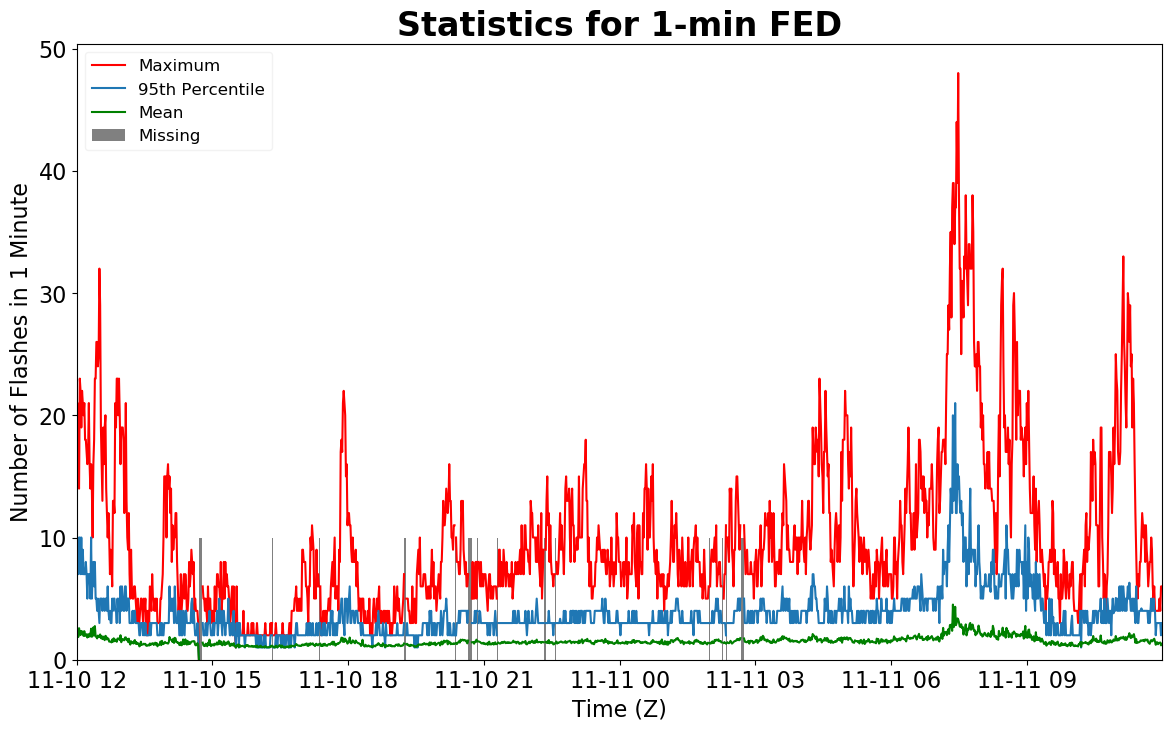 Statistics for 1-min FED
50
40
30
20
10
0
Number of Flashes in 1 Minute
Maximum
95th Percentile
Mean
Missing
11-10 12 11-10 15 11-10 18 11-10 21 11-11 00 11-11 03 11-11 06 11-11 09
Time (Z)